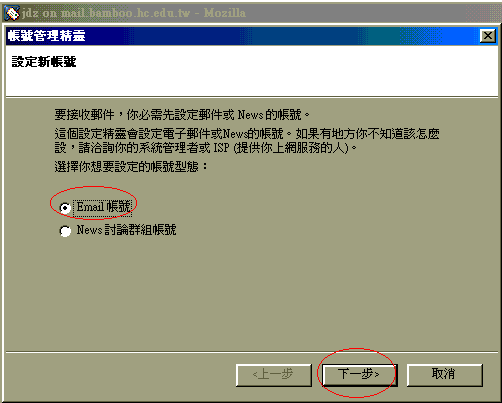 jdz on mail.bamboo.hc.edu.tw - Mozilla
帳號管理精靈
設定新帳號
要接收郵件，你必需先設定郵件或 News 的帳號。
這個設定精靈會設定電子郵件或News的帳號。如果有地方你不知道該怎麼
設，請洽詢你的系統管理者或 ISP (提供你上網服務的人)。
選擇你想要設定的帳號型態：
Email 帳號
News 討論群組帳號
<上一步
下一步>
取消